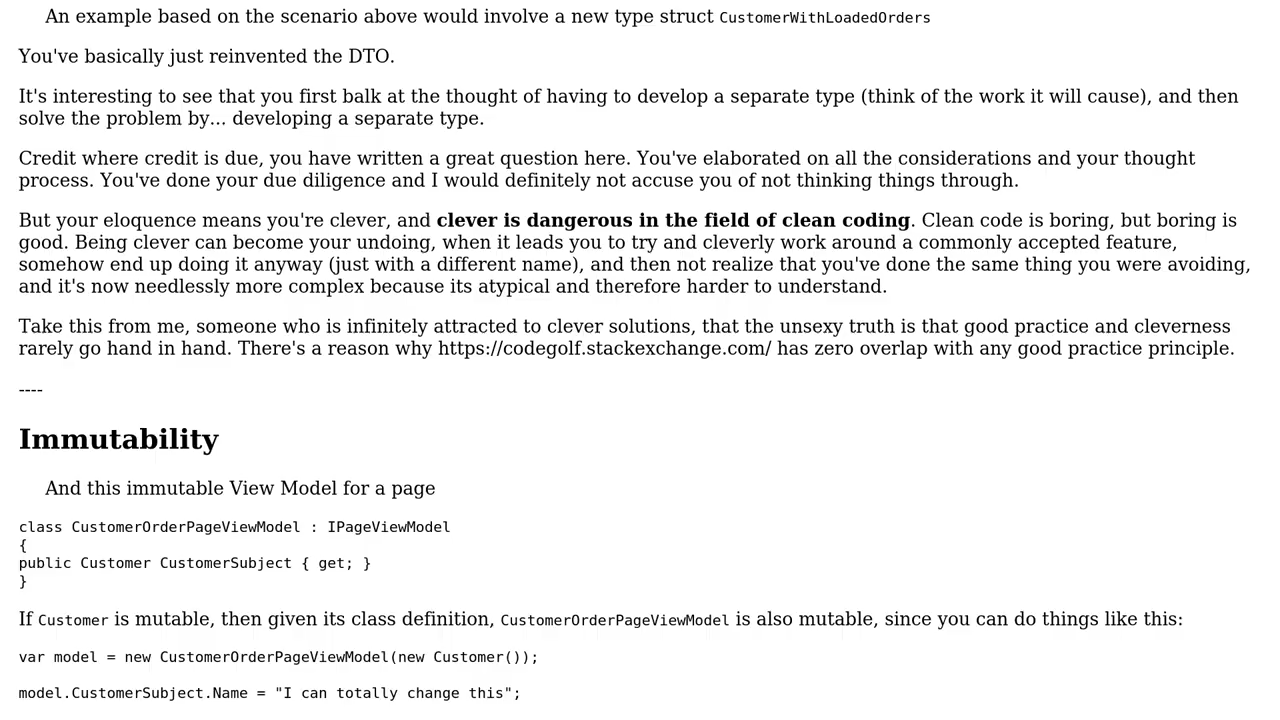 An example based on the scenario above would involve a new type struct CustomerWithLoadedOrders
You've basically just reinvented the DTO.
It's interesting to see that you first balk at the thought of having to develop a separate type (think of the work it will cause), and then
solve the problem by... developing a separate type.
Credit where credit is due, you have written a great question here. You've elaborated on all the considerations and your thought
process. You've done your due diligence and I would definitely not accuse you of not thinking things through.
But your eloquence means you're clever, and clever is dangerous in the field of clean coding. Clean code is boring, but boring is
good. Being clever can become your undoing, when it leads you to try and cleverly work around a commonly accepted feature,
somehow end up doing it anyway (just with a different name), and then not realize that you've done the same thing you were avoiding,
and it's now needlessly more complex because its atypical and therefore harder to understand.
Take this from me, someone who is infinitely attracted to clever solutions, that the unsexy truth is that good practice and cleverness
rarely go hand in hand. There's a reason why https://codegolf.stackexchange.com/ has zero overlap with any good practice principle.
----
Immutability
And this immutable View Model for a page
class CustomerOrderPageViewModel : IPageViewModel
{
public Customer CustomerSubject { get; }
}
If Customer is mutable, then given its class definition, CustomerOrderPageViewModel is also mutable, since you can do things like this:
var model = new CustomerOrderPageViewModel(new Customer());
model.CustomerSubject.Name = "I can totally change this";